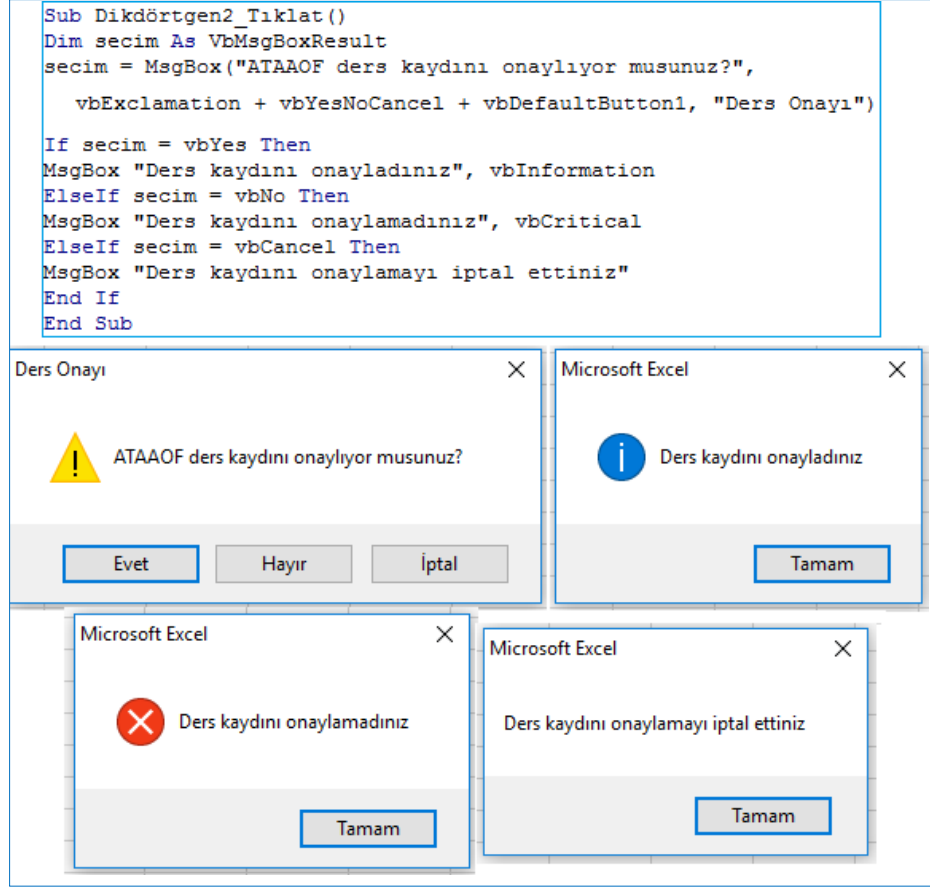 Sub Dikdörtgen2_Tıklat()
Dim secim As VbMsgBoxResult
secim = MsgBox("ATAAOF ders kaydını onaylıyor musunuz?",
vbExclamation + vbYesNoCancel + vbDefaultButton1, "Ders Onayı")
If secim = vbYes Then
MsgBox "Ders kaydını onayladınız", vbInformation
ElseIf secim = vbNo Then
MsgBox "Ders kaydını onaylamadınız", vbCritical
ElseIf secim = vbCancel Then
MsgBox "Ders kaydını onaylamayı iptal ettiniz"
End If
End Sub
Ders Onayı
ATAAOF ders kaydını onaylıyor musunuz?
Evet Hayır İptal
Microsoft Excel
Ders kaydını onayladınız
Tamam
Microsoft Excel
Ders kaydını onaylamadınız
Tamam
Microsoft Excel
Ders kaydını onaylamayı iptal ettiniz
Tamam